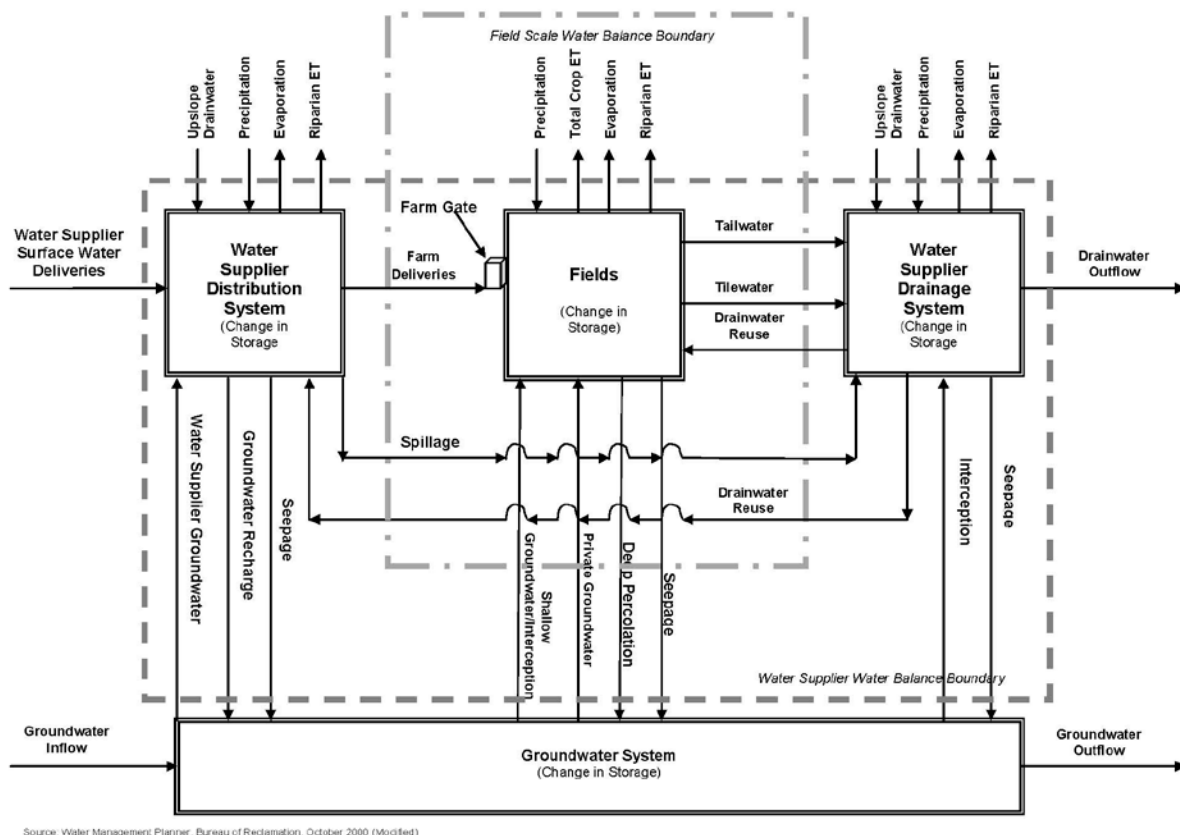 Field Scale Water Balance Boundary
Upslope
Drainwater
Precipitation
Evaporation
Riparian ET
Precipitation
Total Crop ET
Evaporation
Riparian ET
Upslope
Drainwater
Precipitation
Evaporation
Riparian ET
Water Supplier
Surface Water
Deliveries
Water
Supplier
Distribution
System
(Change in
Storage
Farm Gate
Farm
Deliveries
Fields
(Change in
Storage)
Tailwater
Tilewater
Drainwater
Reuse
Water
Supplier
Drainage
System
(Change in
Storage
Drainwater
Outflow
Spillage
Drainwater
Reuse
Water Supplier Groundwater
Groundwater Recharge
Seepage
Shallow
Groundwater/Interception
Private Groundwater
Deep Percolation
Seepage
Interception
Seepage
Water Supplier Water Balance Boundary
Groundwater
Inflow
Groundwater System
(Change in Storage)
Groundwater
Outflow
Source: Water Management Planner, Bureau of Reclamation, October 2000 (Modified)